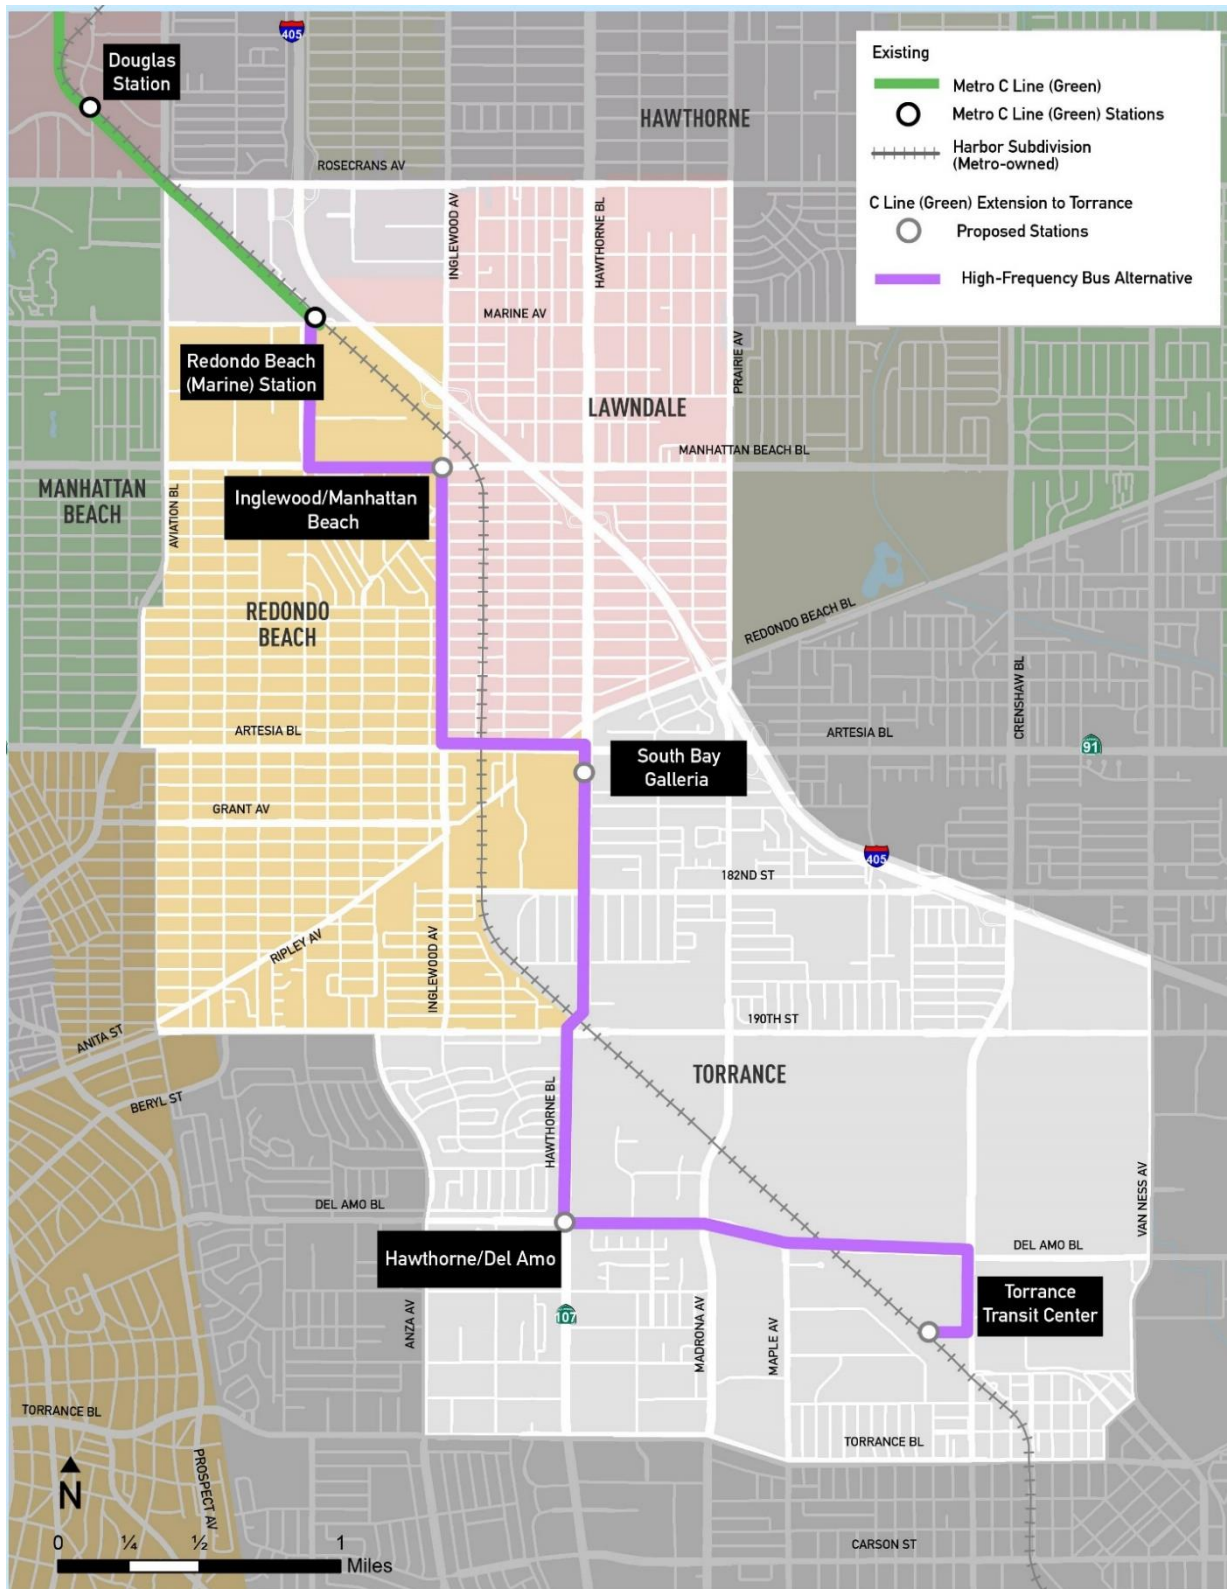 405
Douglas
Station
HAWTHORNE
Existing
Metro C Line (Green)
Metro C Line (Green) Stations
Harbor Subdivision
(Metro-owned)
C Line (Green) Extension to Torrance
Proposed Stations
High-Frequency Bus Alternative
ROSECRANS AV
INGLEWOOD AV
HAWTHORNE BL
MARINE AV
PRAIRIE AV
Redondo Beach
(Marine) Station
LAWNDALE
MANHATTAN BEACH BL
MANHATTAN
BEACH
AVIATION BL
Inglewood/Manhattan
Beach
REDONDO
BEACH
REDONDO BEACH BL
CRENSHAW BL
ARTESIA BL
ARTESIA BL
91
South Bay
Galleria
GRANT AV
405
182ND ST
RIPLEY AV
INGLEWOOD AV
190TH ST
ANITA ST
TORRANCE
BERYL ST
HAWTHORNE BL
VAN NESS AV
DEL AMO BL
DEL AMO BL
Hawthorne/Del Amo
Torrance
Transit Center
107
ANZA AV
MADRONA AV
MAPLE AV
TORRANCE BL
TORRANCE BL
PROSPECT AV
N
CARSON ST
0 ¼ ½ 1
Miles